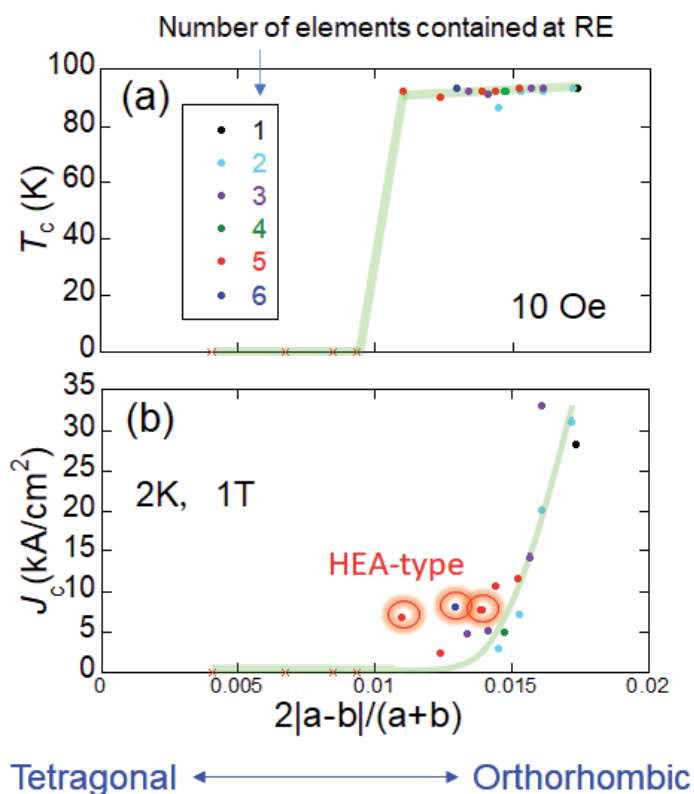 Number of elements contained at RE
(a)
100
80
60
40
20
0
T_c (K)
1
2
3
4
5
6
10 Oe
(b)
35
30
25
20
15
10
5
0
J_c (kA/cm²)
2K, 1T
HEA-type
0 0.005 0.01 0.015 0.02
2|a-b|/(a+b)
Tetragonal Orthorhombic